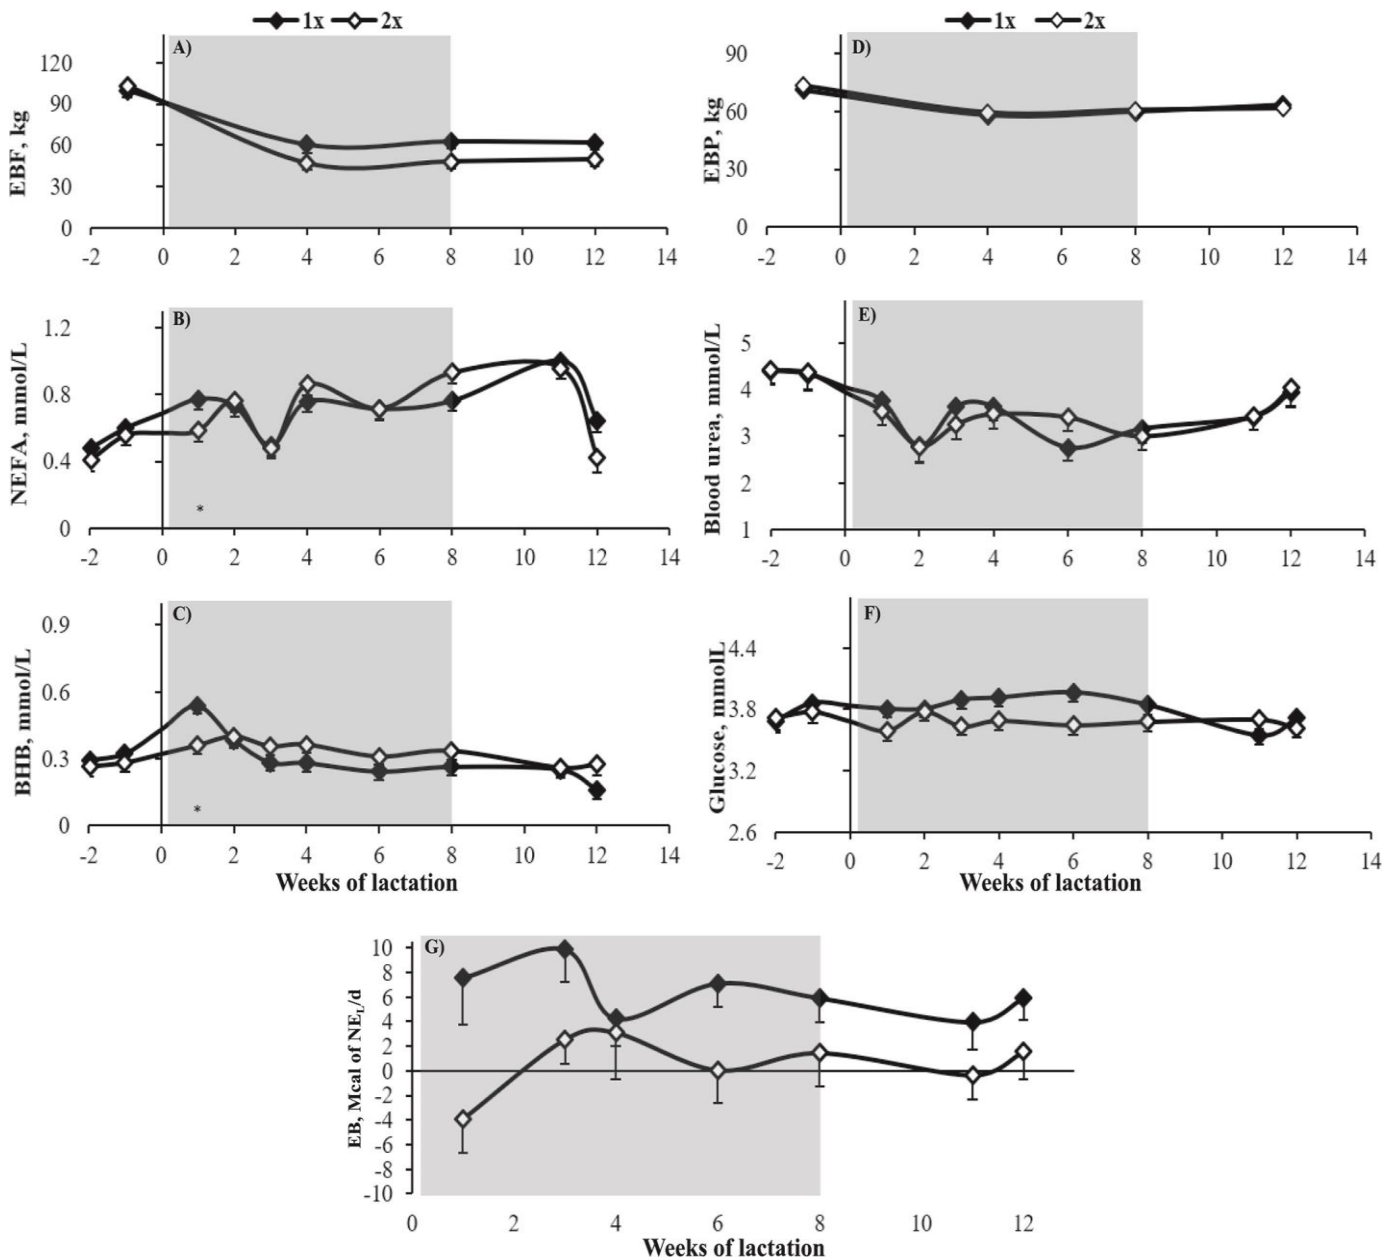 1x 2x
A)
EBF, kg
120
90
60
30
0
-2 0 2 4 6 8 10 12 14
1x 2x
D)
EBP, kg
90
60
30
0
-2 0 2 4 6 8 10 12 14
B)
NEFA, mmol/L
1.2
0.8
0.4
0
*
-2 0 2 4 6 8 10 12 14
E)
Blood urea, mmol/L
5
4
3
2
1
-2 0 2 4 6 8 10 12 14
C)
BHB, mmol/L
0.9
0.6
0.3
0
*
-2 0 2 4 6 8 10 12 14
Weeks of lactation
F)
Glucose, mmolL
4.4
3.8
3.2
2.6
-2 0 2 4 6 8 10 12 14
Weeks of lactation
G)
EB, Mcal of NEL/d
10
8
6
4
2
0
-2
-4
-6
-8
-10
0 2 4 6 8 10 12
Weeks of lactation